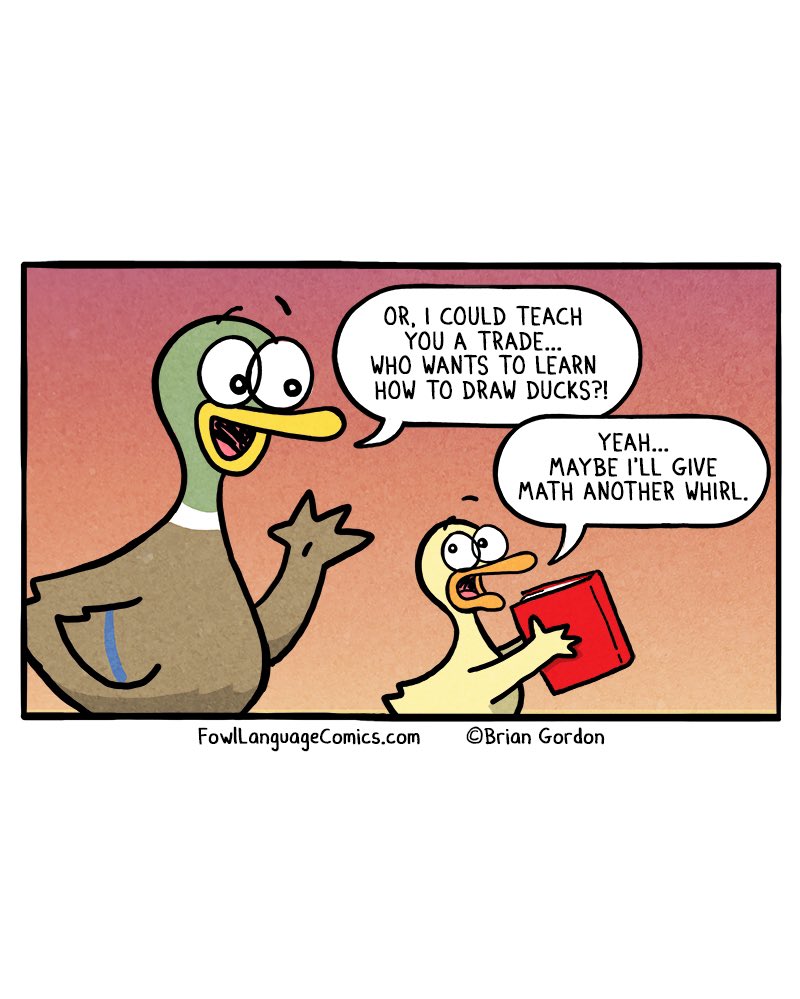 OR, I COULD TEACH
YOU A TRADE...
WHO WANTS TO LEARN
HOW TO DRAW DUCKS?!
YEAH...
MAYBE I'LL GIVE
MATH ANOTHER WHIRL.
FowlLanguageComics.com ©Brian Gordon